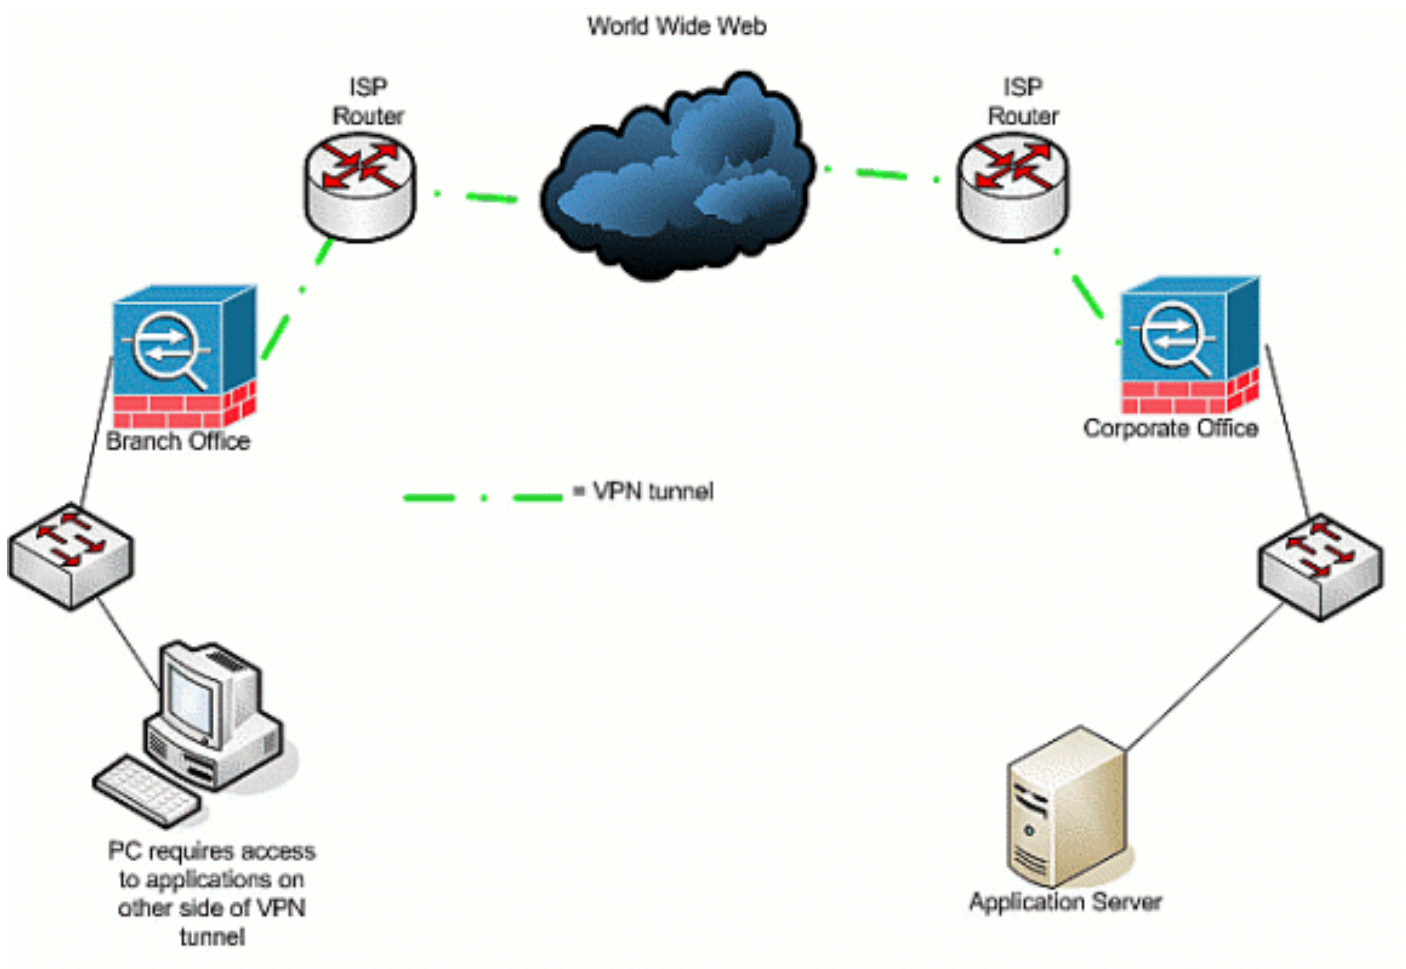 World Wide Web
ISP
Router
ISP
Router
Branch Office
Corporate Office
= VPN tunnel
PC requires access
to applications on
other side of VPN
tunnel
Application Server